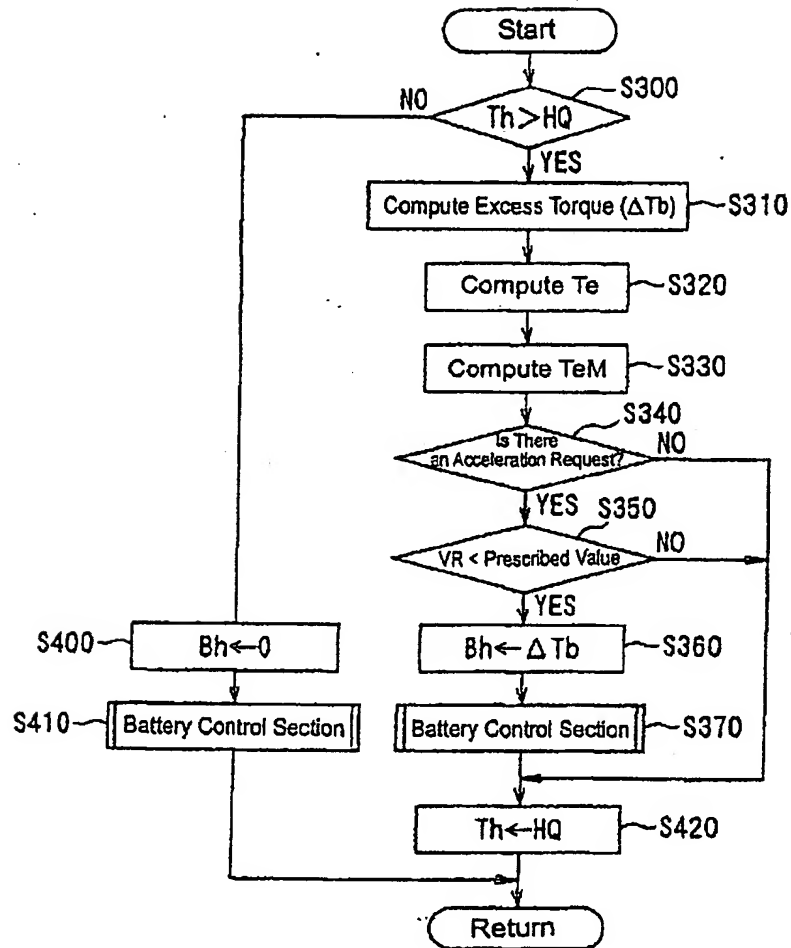 Start
S300
NO
Th>HQ
YES
Compute Excess Torque (ΔTb)
S310
Compute Te
S320
Compute TeM
S330
S340
Is There
an Acceleration Request?
NO
YES
S350
VR < Prescribed Value
NO
YES
S400
Bh←0
Bh←ΔTb
S360
S410
Battery Control Section
Battery Control Section
S370
Th←HQ
S420
Return